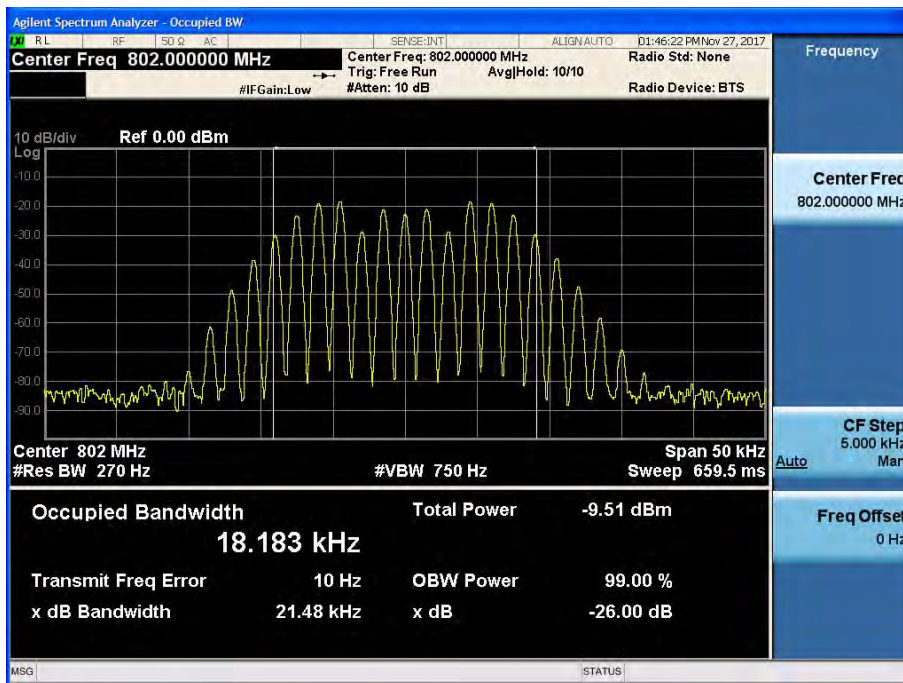 Agilent Spectrum Analyzer - Occupied BW
LXI RL RF 50 Ω AC SENSE:INT ALIGN AUTO 01:46:22 PM Nov 27, 2017
Center Freq 802.000000 MHz
Center Freq: 802.000000 MHz
Radio Std: None
Trig: Free Run Avg|Hold: 10/10
#IFGain:Low
#Atten: 10 dB
Radio Device: BTS
10 dB/div Ref 0.00 dBm
Log
-10.0
-20.0
-30.0
-40.0
-50.0
-60.0
-70.0
-80.0
-90.0
Center 802 MHz Span 50 kHz
#Res BW 270 Hz #VBW 750 Hz Sweep 659.5 ms
Occupied Bandwidth Total Power -9.51 dBm
18.183 kHz
Transmit Freq Error 10 Hz OBW Power 99.00 %
x dB Bandwidth 21.48 kHz x dB -26.00 dB
MSG STATUS
Frequency
Center Freq
802.000000 MHz
CF Step
5.000 kHz
Auto Man
Freq Offset
0 Hz